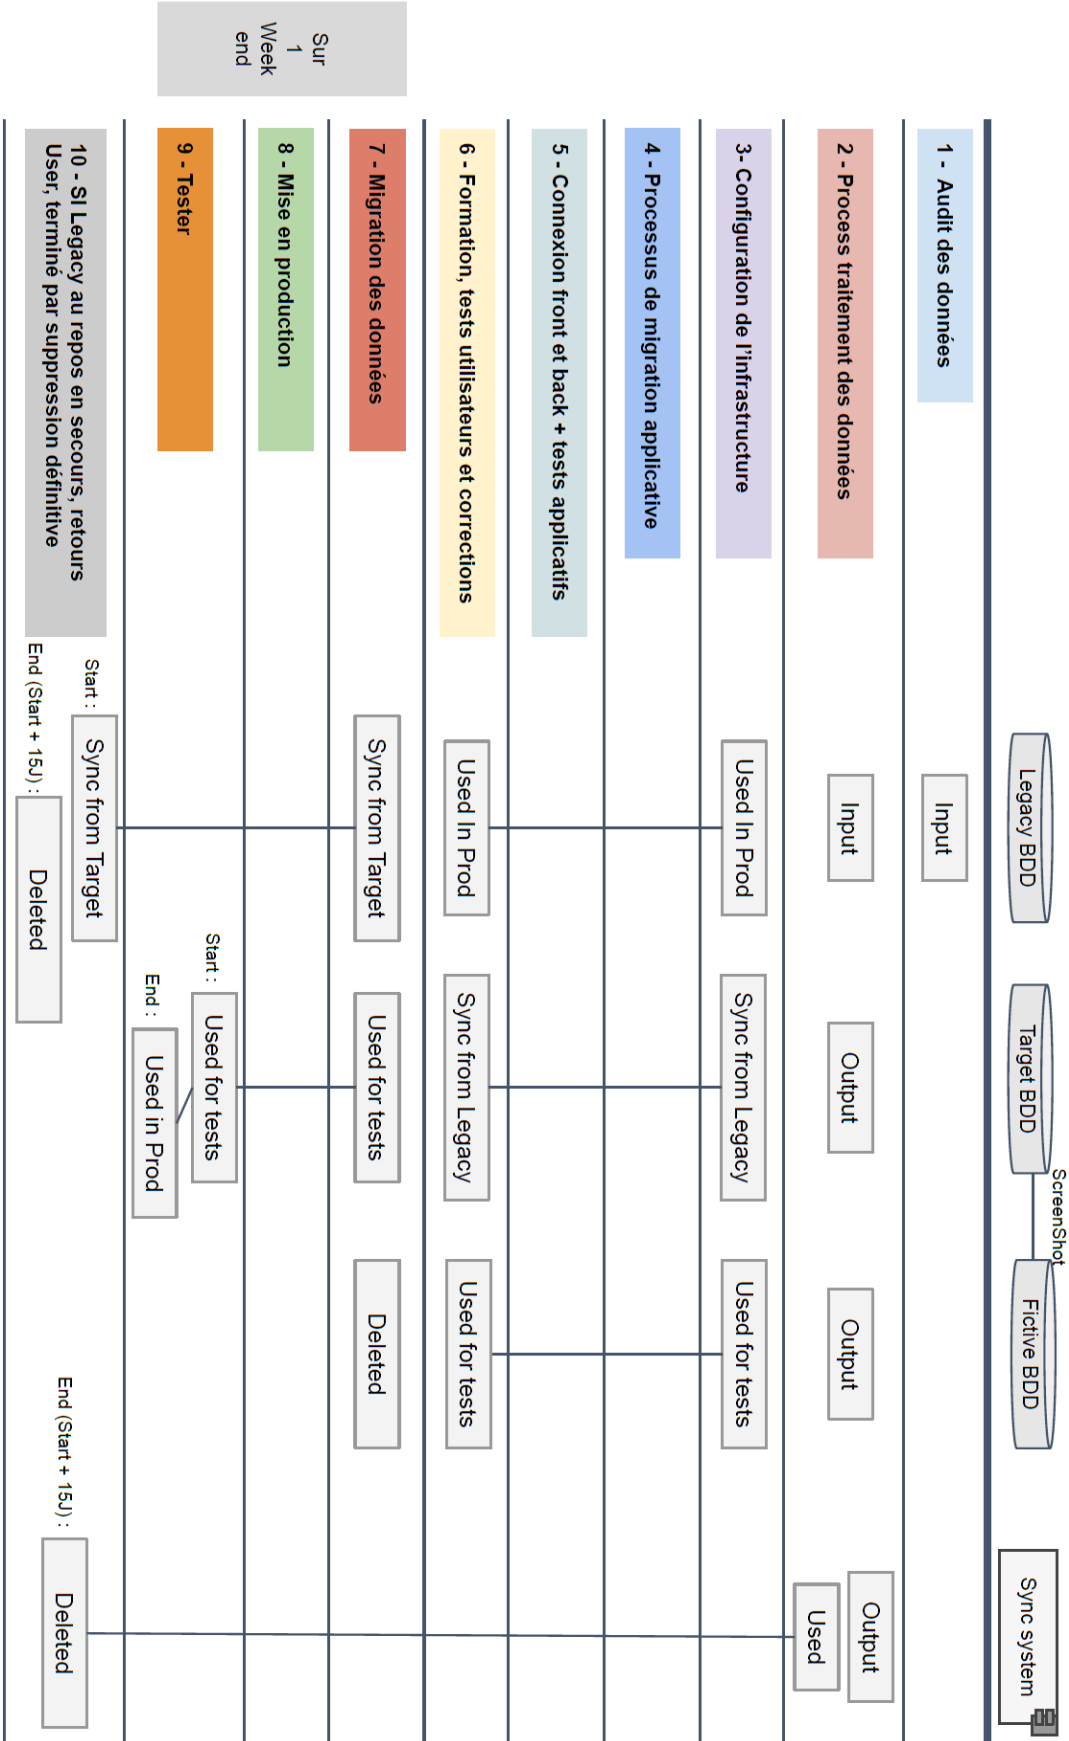 Legacy BDD
Target BDD
ScreenShot
Fictive BDD
Sync system
1 - Audit des données
Input
2 - Process traitement des données
Input
Output
Output
Output
Used
3- Configuration de l'infrastructure
Used In Prod
Sync from Legacy
Used for tests
4 - Processus de migration applicative
5 - Connexion front et back + tests applicatifs
6 - Formation, tests utilisateurs et corrections
Used In Prod
Sync from Legacy
Used for tests
Sur
1
Week
end
7 - Migration des données
Sync from Target
Used for tests
Deleted
8 - Mise en production
9 - Tester
Start :
Used for tests
End :
Used in Prod
10 - SI Legacy au repos en secours, retours
User, terminé par suppression définitive
Start :
Sync from Target
End (Start + 15J) :
Deleted
End (Start + 15J) :
Deleted